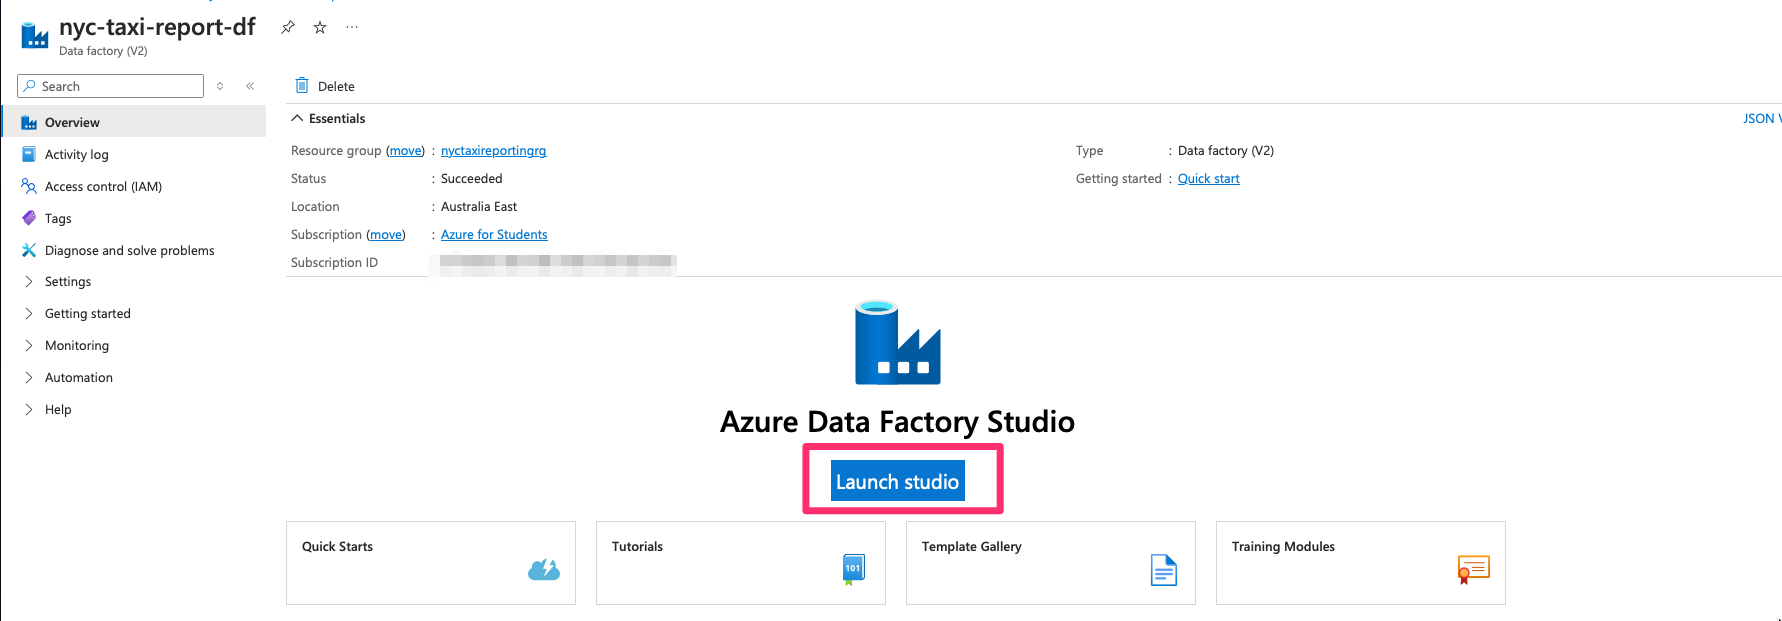 nyc-taxi-report-df
Data factory (V2)
Search
Overview
Activity log
Access control (IAM)
Tags
Diagnose and solve problems
Settings
Getting started
Monitoring
Automation
Help
Delete
Essentials
JSON V
Resource group (move) : nyctaxireportingrg
Status : Succeeded
Location : Australia East
Subscription (move) : Azure for Students
Subscription ID
Type : Data factory (V2)
Getting started : Quick start
Azure Data Factory Studio
Launch studio
Quick Starts
Tutorials
101
Template Gallery
Training Modules